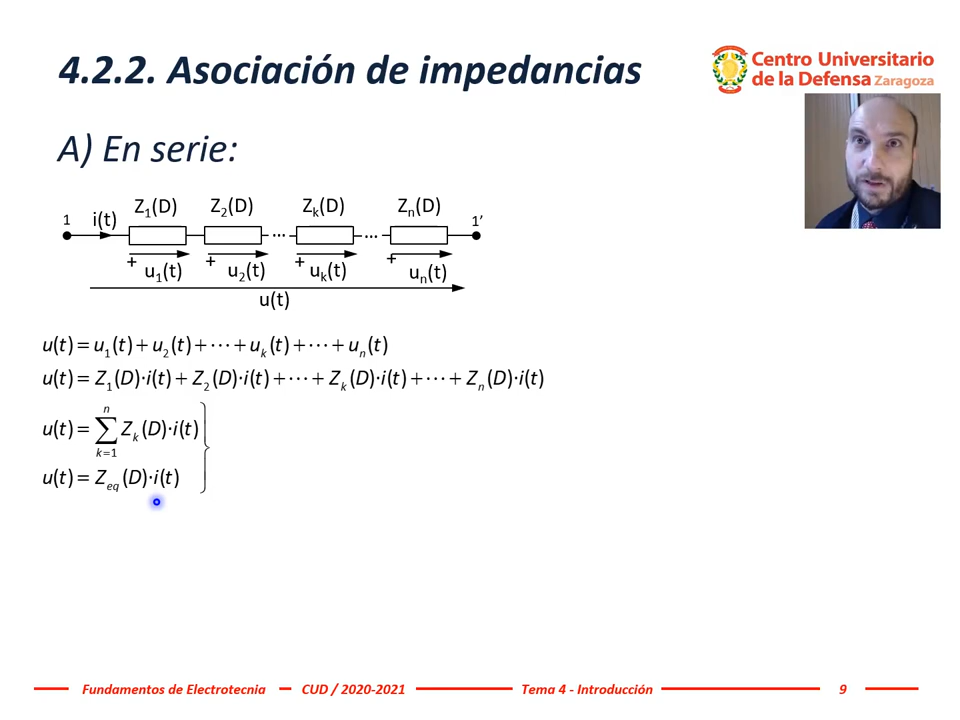 4.2.2. Asociación de impedancias
Centro Universitario
de la Defensa Zaragoza
A) En serie:
Z1(D) Z2(D) Zk(D) Zn(D)
1 i(t) ... ... 1'
+ u1(t) + u2(t) + uk(t) + un(t)
u(t)
u(t) = u1(t) + u2(t) + ⋯ + uk(t) + ⋯ + un(t)
u(t) = Z1(D)·i(t) + Z2(D)·i(t) + ⋯ + Zk(D)·i(t) + ⋯ + Zn(D)·i(t)
u(t) = ∑ k=1 n Zk(D)·i(t)
u(t) = Zeq(D)·i(t)
Fundamentos de Electrotecnia CUD / 2020-2021 Tema 4 - Introducción 9